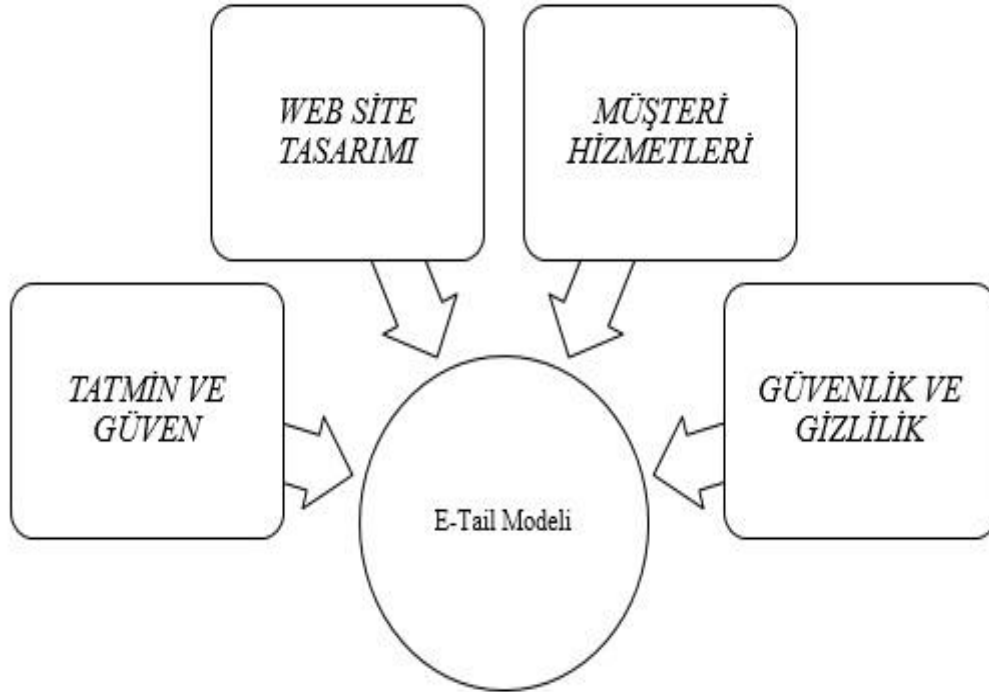 WEB SİTE
TASARIMI
MÜŞTERİ
HİZMETLERİ
TATMİN VE
GÜVEN
GÜVENLİK VE
GİZLİLİK
E-Tail Modeli